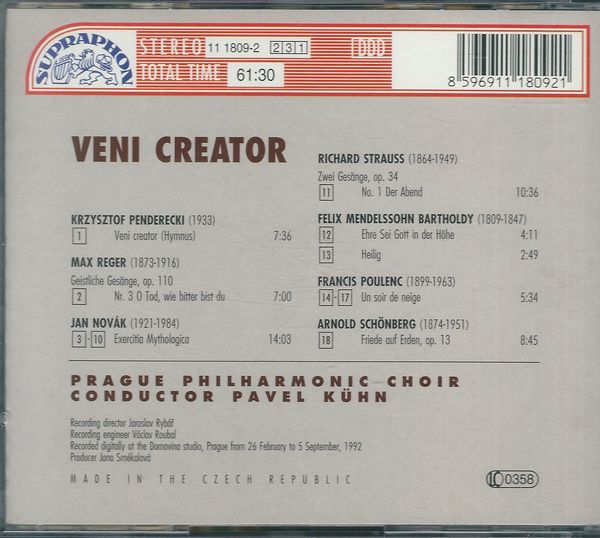 SUPRAPHON
STEREO 11 1809-2 2 3 1 DDD
TOTAL TIME 61:30
8 596911 180921
VENI CREATOR
KRZYSZTOF PENDERECKI (1933)
1 Veni creator (Hymnus) 7:36
MAX REGER (1873-1916)
Geistliche Gesänge, op. 110
2 Nr. 3 O Tod, wie bitter bist du 7:00
JAN NOVÁK (1921-1984)
3 - 10 Exercitia Mythologica 14:03
RICHARD STRAUSS (1864-1949)
Zwei Gesänge, op. 34
11 No. 1 Der Abend 10:36
FELIX MENDELSSOHN BARTHOLDY (1809-1847)
12 Ehre Sei Gott in der Höhe 4:11
13 Heilig 2:49
FRANCIS POULENC (1899-1963)
14 - 17 Un soir de neige 5:34
ARNOLD SCHÖNBERG (1874-1951)
18 Friede auf Erden, op. 13 8:45
PRAGUE PHILHARMONIC CHOIR
CONDUCTOR PAVEL KÜHN
Recording director Jaroslav Rybář
Recording engineer Václav Roubal
Recorded digitally at the Domovina studio, Prague from 26 February to 5 September, 1992
Producer Jana Smékalová
MADE IN THE CZECH REPUBLIC
LC 0358